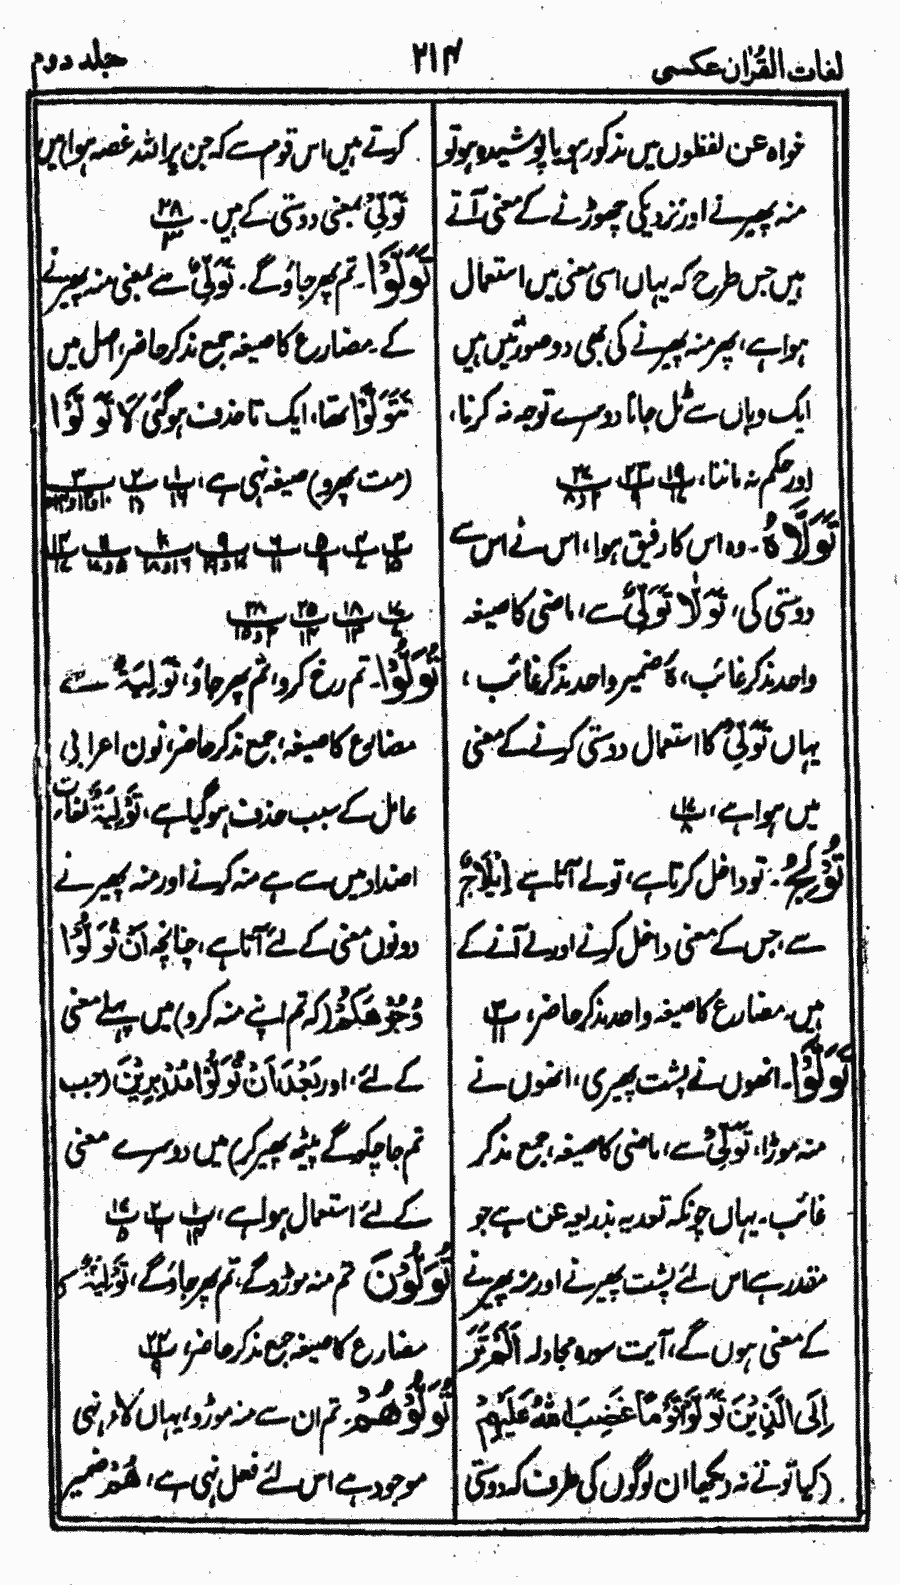 لغات القرآن عکسی
۲۱۴
جلد دوم
خواہ عن لفظوں میں مذکور ہو یا پوشیدہ ہو تو
منہ پھیرنے اور نزدیکی چھوڑنے کے معنی آتے
ہیں جس طرح کہ یہاں اسی معنی میں استعمال
ہوا ہے، پھر منہ پھیرنے کی بھی دو صورتیں ہیں
ایک وہاں سے ٹل جانا دوسرے توجہ نہ کرنا،
اور حکم نہ ماننا،
تَوَلَّاہُ۔ وہ اس کا رفیق ہوا، اس نے اس سے
دوستی کی، تَوَلّٰا تَوَلِّیٌ سے، ماضی کا صیغہ
واحد مذکر غائب، ہُ ضمیر واحد مذکر غائب،
یہاں تَوَلِّیْ کا استعمال دوستی کرنے کے معنی
میں ہوا ہے،
تُوْلِجُ۔ تو داخل کرتا ہے، تو لے آتا ہے اِیْلَاجٌ
سے، جس کے معنی داخل کرنے اور لے آنے کے
ہیں۔ مضارع کا صیغہ واحد مذکر حاضر،
تَوَلَّوْا۔ انھوں نے پشت پھیری، انھوں نے
منہ موڑا، تَوَلِّیْ سے، ماضی کا صیغہ، جمع مذکر
غائب۔ یہاں چونکہ تعدیہ بذریعہ عن ہے جو
مقدر ہے اس لئے پشت پھیرنے اور منہ پھیرنے
کے معنی ہوں گے، آیت سورہ مجادلہ اَلَمْ تَرَ
اِلَی الَّذِیْنَ تَوَلَّوْا قَوْمًا غَضِبَ اللّٰہُ عَلَیْہِمْ
(کیا تو نے نہ دیکھا ان لوگوں کی طرف کہ دوستی
کرتے ہیں اس قوم سے کہ جن پر اللہ غصہ ہوا) میں
تَوَلِّیْ بمعنی دوستی کے ہیں۔ ۲۸/۳
تَوَلَّوْا۔ تم پھر جاؤ گے۔ تَوَلِّیْ سے بمعنی منہ پھیرنے
کے۔ مضارع کا صیغہ جمع مذکر حاضر، اصل میں
تَتَوَلَّوْا تھا، ایک تا حذف ہو گئی لَا تَوَلَّوْا
(مت پھرو) صیغہ نہی ہے،
تُوَلُّوْا۔ تم رخ کرو، تم پھر جاؤ، تَوْلِیَۃٌ سے
مضارع کا صیغہ، جمع مذکر حاضر، نون اعرابی
عامل کے سبب حذف ہو گیا ہے، تَوْلِیَۃٌ لغات
اضداد میں سے ہے منہ کرنے اور منہ پھیرنے
دونوں معنی کے لئے آتا ہے، چنانچہ اَنْ تُوَلُّوْا
وُجُوْہَکُمْ (کہ تم اپنے منہ کرو) میں پہلے معنی
کے لئے، اور بَعْدَ اَنْ تُوَلُّوْا مُدْبِرِیْنَ (جب
تم جا چکو گے پیٹھ پھیر کر) میں دوسرے معنی
کے لئے استعمال ہوا ہے،
تُوَلُّوْنَ تم منہ موڑو گے، تم پھر جاؤ گے، تَوْلِیَۃٌ سے
مضارع کا صیغہ جمع مذکر حاضر،
تُوَلُّوْہُمْ۔ تم ان سے منہ موڑو، یہاں لاء نہی
موجود ہے اس لئے فعل نہی ہے، ہُمْ ضمیر